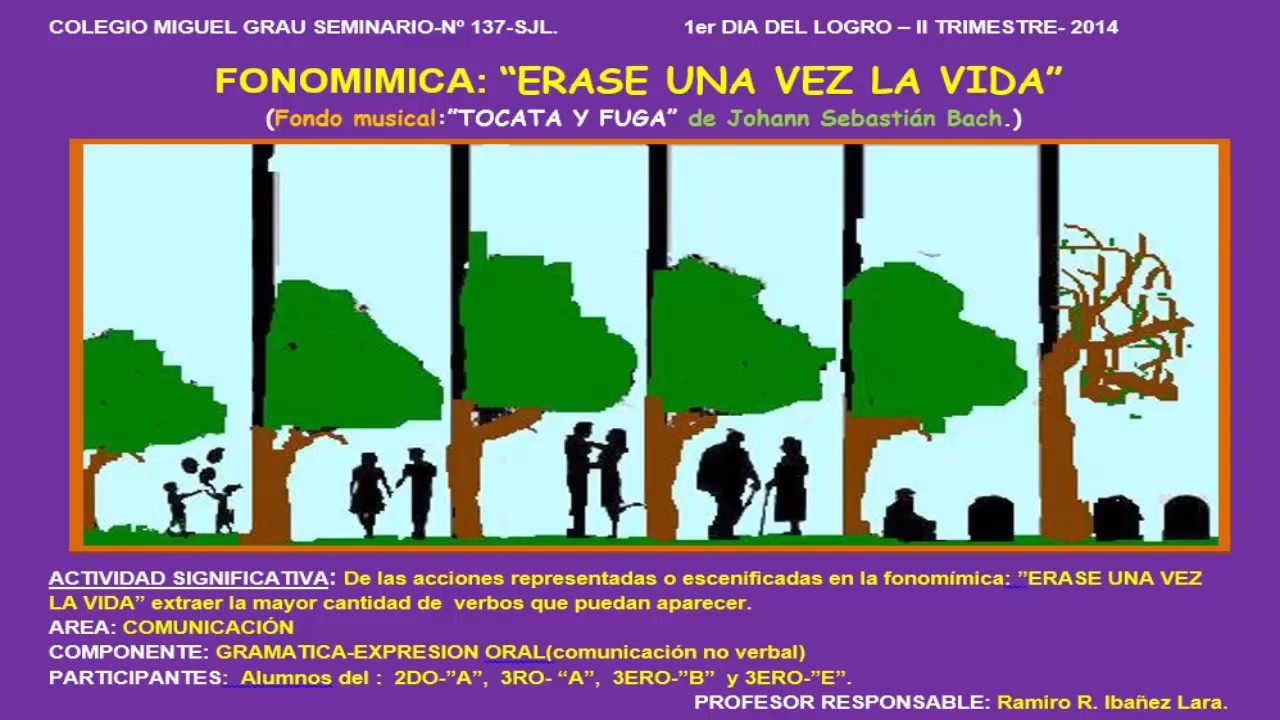 COLEGIO MIGUEL GRAU SEMINARIO-Nº 137-SJL. 1er DIA DEL LOGRO – II TRIMESTRE- 2014
FONOMIMICA: “ERASE UNA VEZ LA VIDA”
(Fondo musical:”TOCATA Y FUGA” de Johann Sebastián Bach.)
ACTIVIDAD SIGNIFICATIVA: De las acciones representadas o escenificadas en la fonomímica: ”ERASE UNA VEZ
LA VIDA” extraer la mayor cantidad de verbos que puedan aparecer.
AREA: COMUNICACIÓN
COMPONENTE: GRAMATICA-EXPRESION ORAL(comunicación no verbal)
PARTICIPANTES: Alumnos del : 2DO-”A”, 3RO- “A”, 3ERO-”B” y 3ERO-”E”.
PROFESOR RESPONSABLE: Ramiro R. Ibañez Lara.